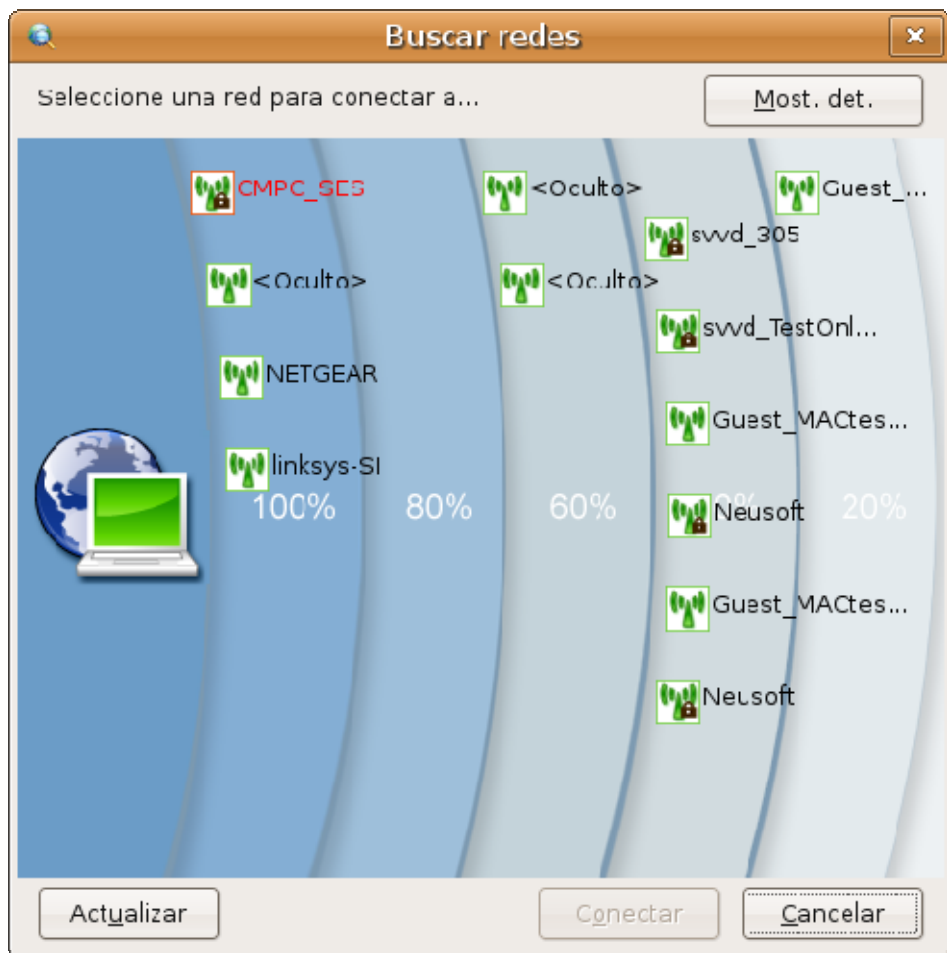 Buscar redes
Seleccione una red para conectar a...
Most. det.
CMPC_SES
<Oculto>
Guest_...
svvd_305
<Oculto>
<Oculto>
svvd_TestOnl...
NETGEAR
Guest_MACtes...
linksys-SI
100%
80%
60%
Neusoft
20%
Guest_MACtes...
Neusoft
Actualizar
Conectar
Cancelar